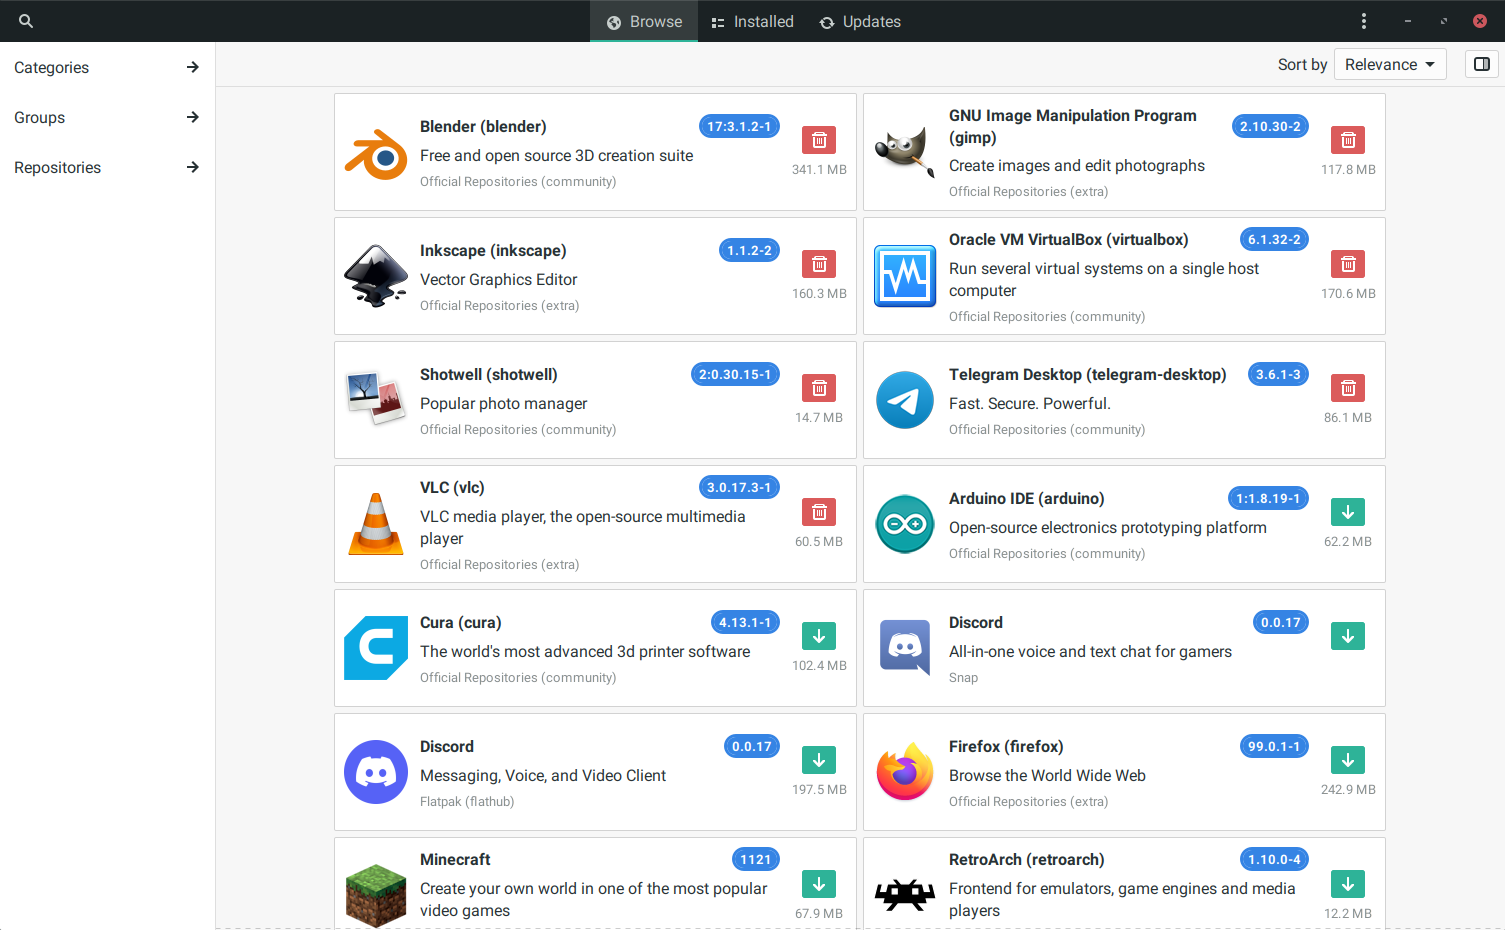 Browse
Installed
Updates
Categories
Groups
Repositories
Sort by
Relevance
Blender (blender)
17:3.1.2-1
Free and open source 3D creation suite
Official Repositories (community)
341.1 MB
GNU Image Manipulation Program
(gimp)
2.10.30-2
Create images and edit photographs
Official Repositories (extra)
117.8 MB
Inkscape (inkscape)
1.1.2-2
Vector Graphics Editor
Official Repositories (extra)
160.3 MB
Oracle VM VirtualBox (virtualbox)
6.1.32-2
Run several virtual systems on a single host
computer
Official Repositories (community)
170.6 MB
Shotwell (shotwell)
2:0.30.15-1
Popular photo manager
Official Repositories (community)
14.7 MB
Telegram Desktop (telegram-desktop)
3.6.1-3
Fast. Secure. Powerful.
Official Repositories (community)
86.1 MB
VLC (vlc)
3.0.17.3-1
VLC media player, the open-source multimedia
player
Official Repositories (extra)
60.5 MB
Arduino IDE (arduino)
1:1.8.19-1
Open-source electronics prototyping platform
Official Repositories (community)
62.2 MB
Cura (cura)
4.13.1-1
The world's most advanced 3d printer software
Official Repositories (community)
102.4 MB
Discord
0.0.17
All-in-one voice and text chat for gamers
Snap
Discord
0.0.17
Messaging, Voice, and Video Client
Flatpak (flathub)
197.5 MB
Firefox (firefox)
99.0.1-1
Browse the World Wide Web
Official Repositories (extra)
242.9 MB
Minecraft
1121
Create your own world in one of the most popular
video games
67.9 MB
RetroArch (retroarch)
1.10.0-4
Frontend for emulators, game engines and media
players
12.2 MB